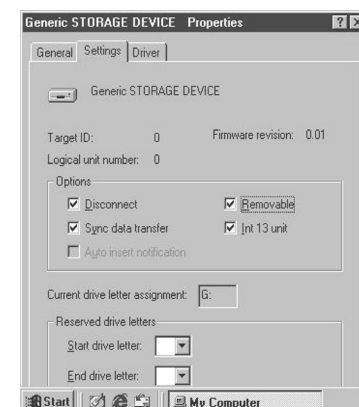 Generic STORAGE DEVICE Properties
General Settings Driver
Generic STORAGE DEVICE
Target ID: 0 Firmware revision: 0.01
Logical unit number: 0
Options
Disconnect Removable
Sync data transfer Int 13 unit
Auto insert notification
Current drive letter assignment: G:
Reserved drive letters
Start drive letter:
End drive letter:
Start My Computer